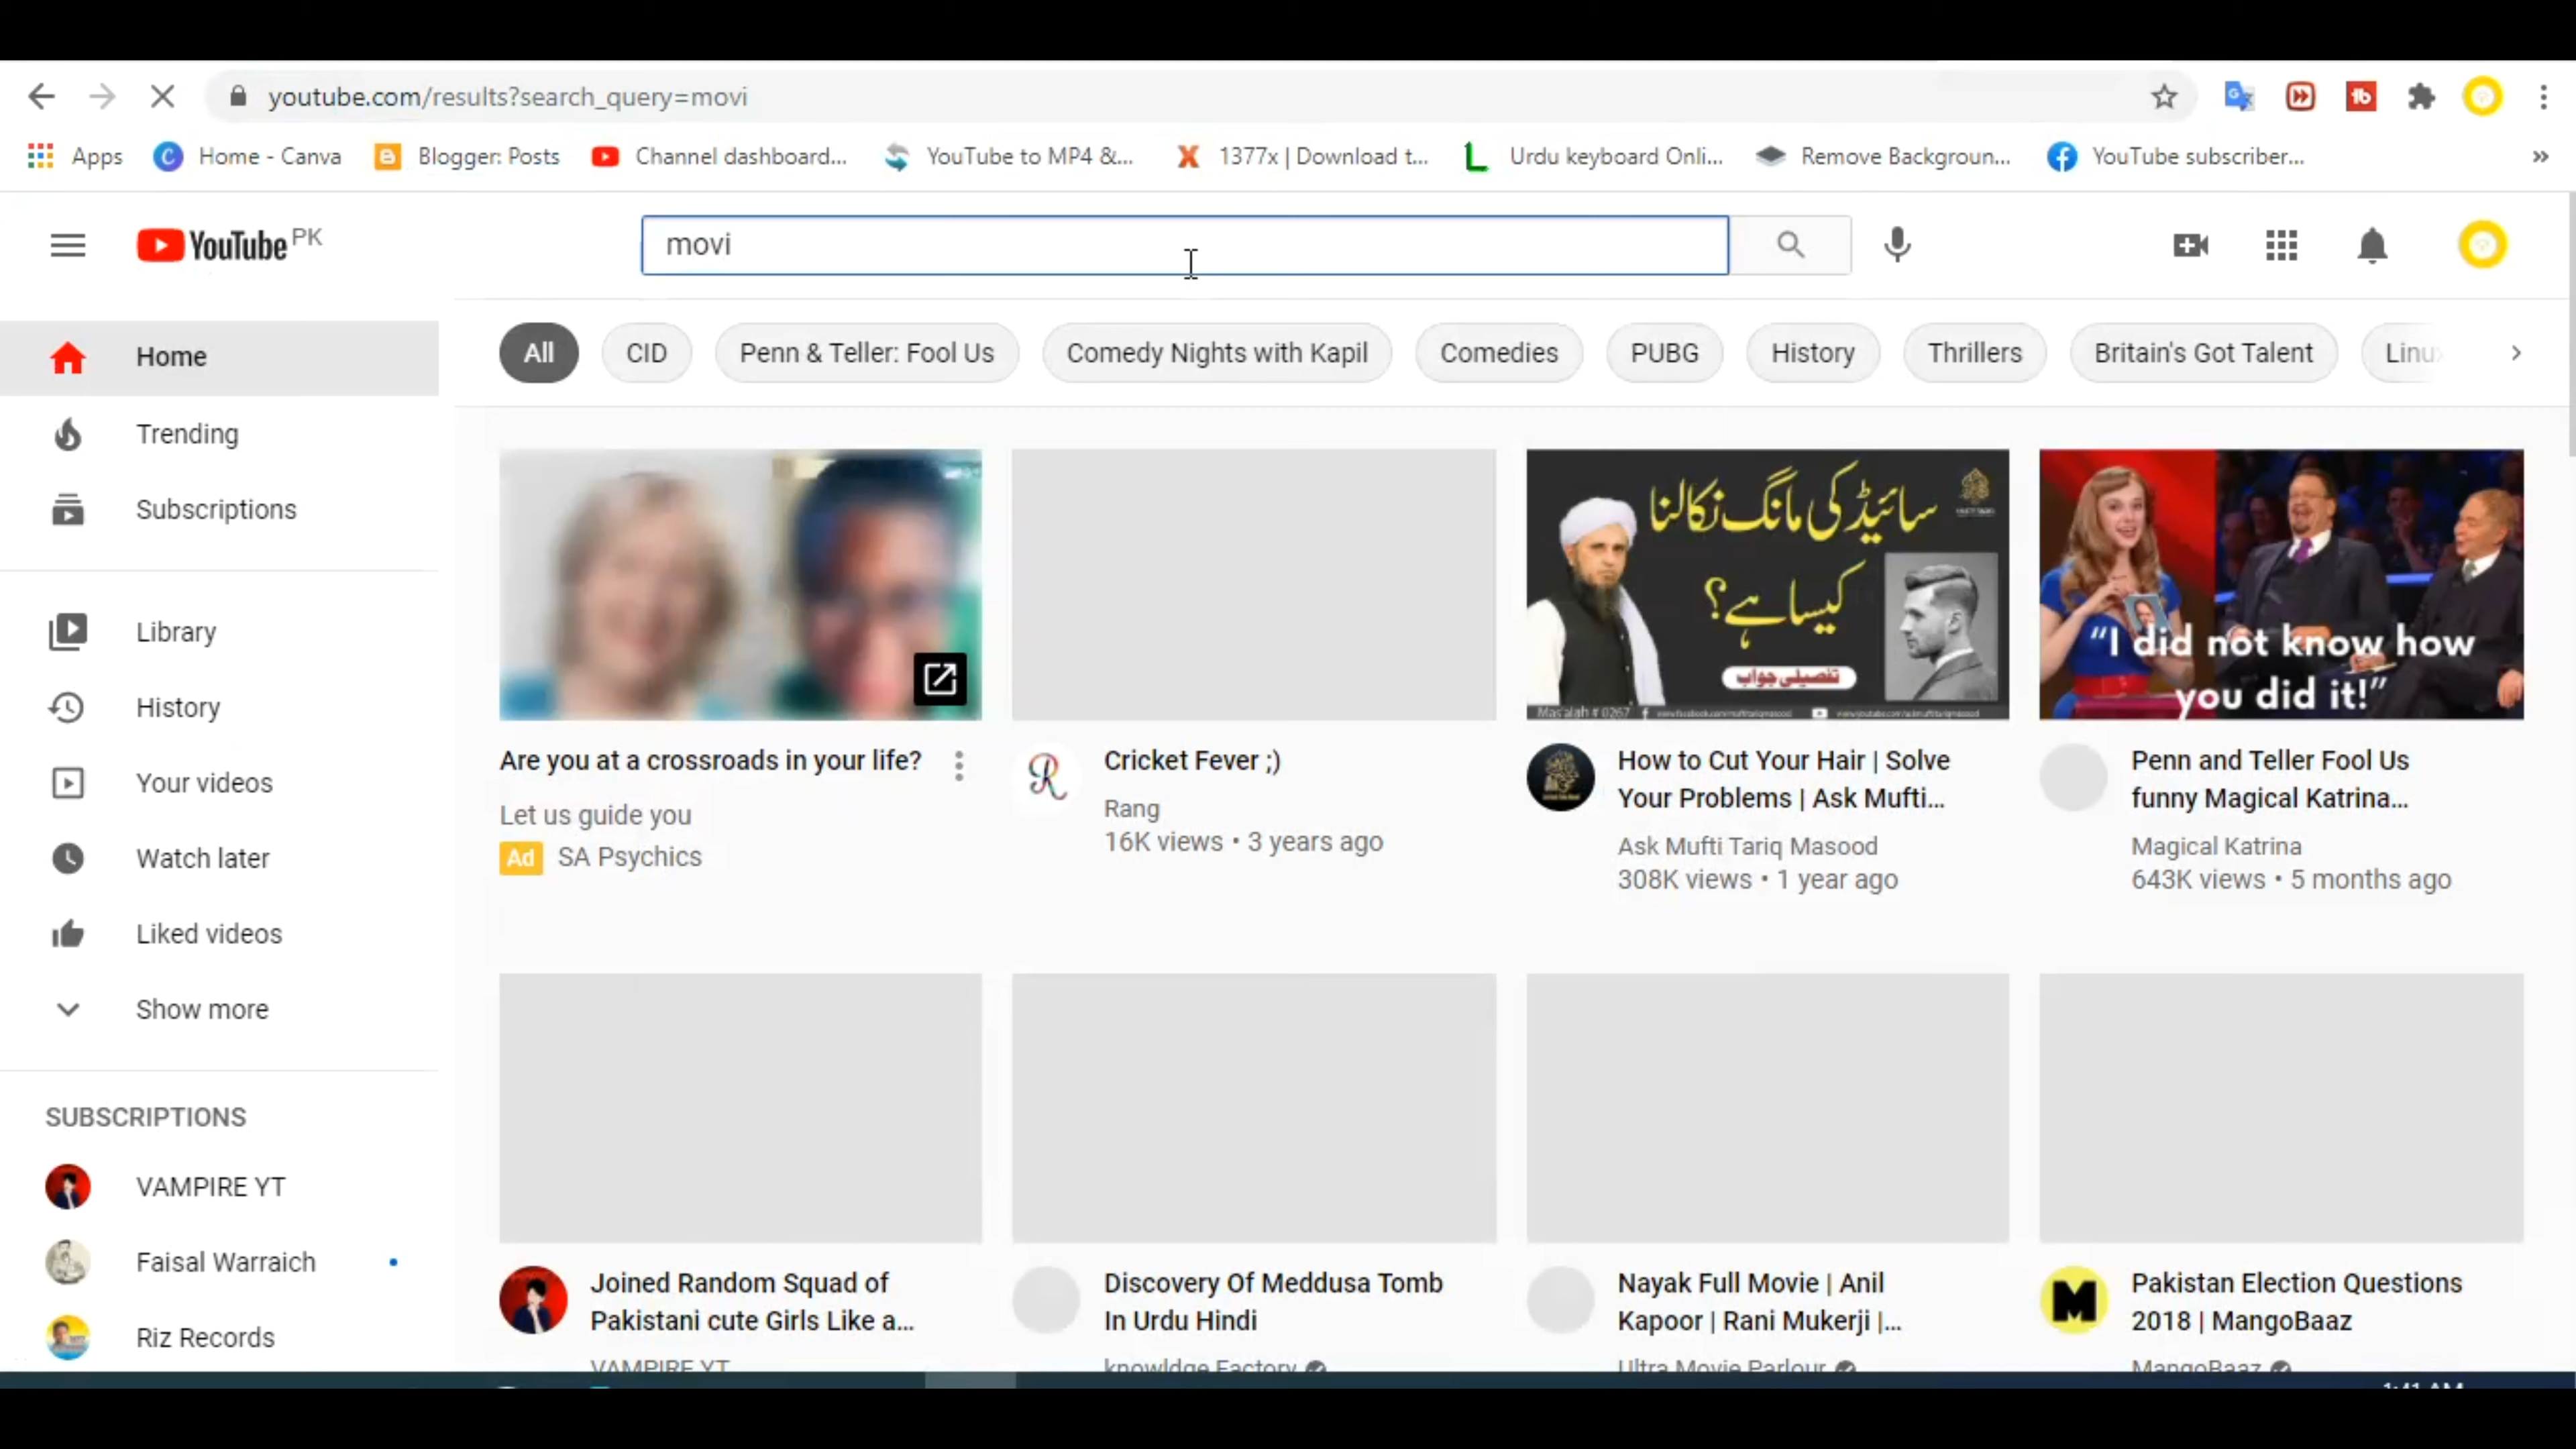 youtube.com/results?search_query=movi
Apps
Home - Canva
Blogger: Posts
Channel dashboard...
YouTube to MP4 &...
1377x | Download t...
Urdu keyboard Onli...
Remove Backgroun...
YouTube subscriber...
YouTube PK
movi
Home
Trending
Subscriptions
Library
History
Your videos
Watch later
Liked videos
Show more
SUBSCRIPTIONS
VAMPIRE YT
Faisal Warraich
Riz Records
All
CID
Penn & Teller: Fool Us
Comedy Nights with Kapil
Comedies
PUBG
History
Thrillers
Britain's Got Talent
Linux
سائیڈ کی مانگ نکالنا
کیسا ہے؟
تفصیلی جواب
Mas'alah # 0267
"I did not know how
you did it!"
Are you at a crossroads in your life?
Let us guide you
Ad SA Psychics
Cricket Fever ;)
Rang
16K views • 3 years ago
How to Cut Your Hair | Solve
Your Problems | Ask Mufti...
Ask Mufti Tariq Masood
308K views • 1 year ago
Penn and Teller Fool Us
funny Magical Katrina...
Magical Katrina
643K views • 5 months ago
Joined Random Squad of
Pakistani cute Girls Like a...
VAMPIRE YT
Discovery Of Meddusa Tomb
In Urdu Hindi
knowldge Factory
Nayak Full Movie | Anil
Kapoor | Rani Mukerji |...
Ultra Movie Parlour
Pakistan Election Questions
2018 | MangoBaaz
MangoBaaz
1:41 AM